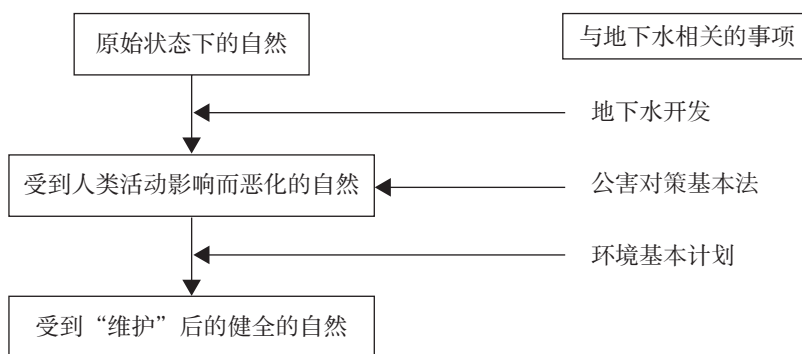 原始状态下的自然
与地下水相关的事项
地下水开发
受到人类活动影响而恶化的自然
公害对策基本法
环境基本计划
受到“维护”后的健全的自然